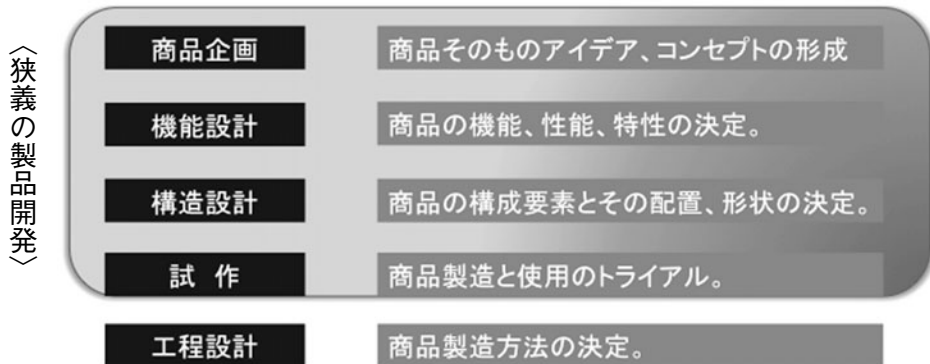 〈狭義の製品開発〉
商品企画 商品そのものアイデア、コンセプトの形成
機能設計 商品の機能、性能、特性の決定。
構造設計 商品の構成要素とその配置、形状の決定。
試 作 商品製造と使用のトライアル。
工程設計 商品製造方法の決定。